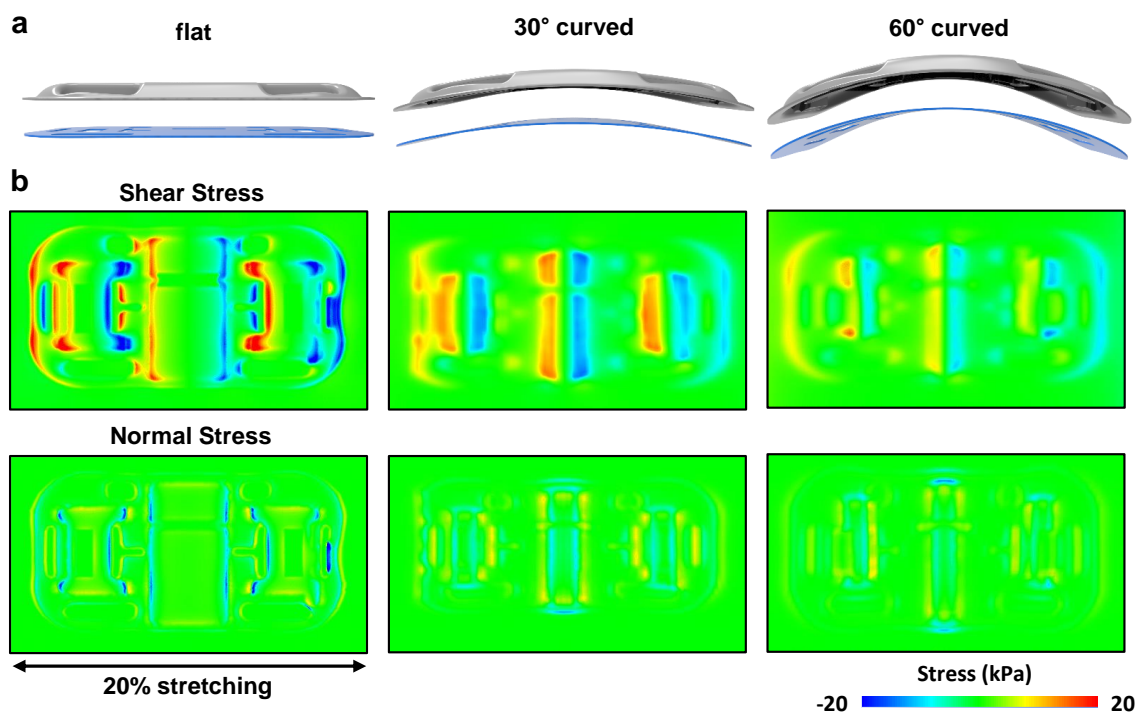 a
flat
30° curved
60° curved
b
Shear Stress
Normal Stress
20% stretching
Stress (kPa)
-20
20